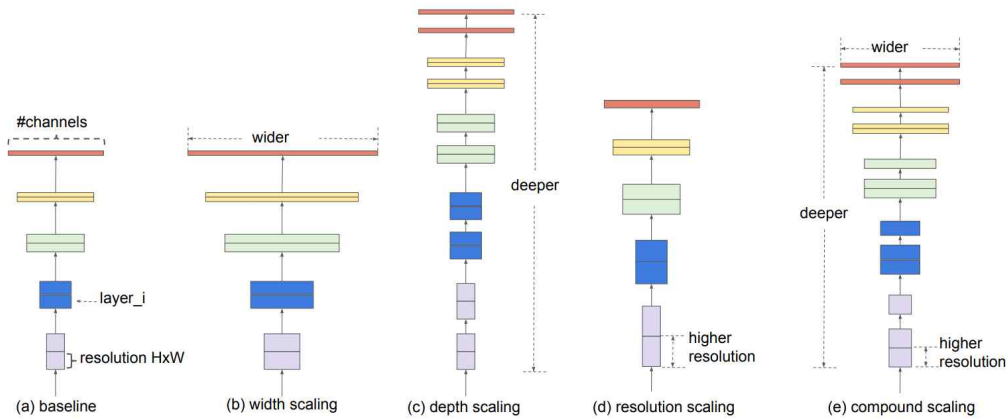 #channels
layer_i
resolution HxW
(a) baseline
wider
(b) width scaling
deeper
(c) depth scaling
higher
resolution
(d) resolution scaling
wider
deeper
higher
resolution
(e) compound scaling